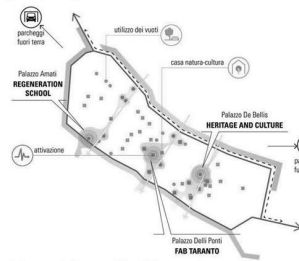 utilizzo dei vuoti
parcheggi
fuori terra
casa natura-cultura
Palazzo Amati
REGENERATION
SCHOOL
Palazzo De Bellis
HERITAGE AND CULTURE
attivazione
Palazzo Delli Ponti
FAB TARANTO